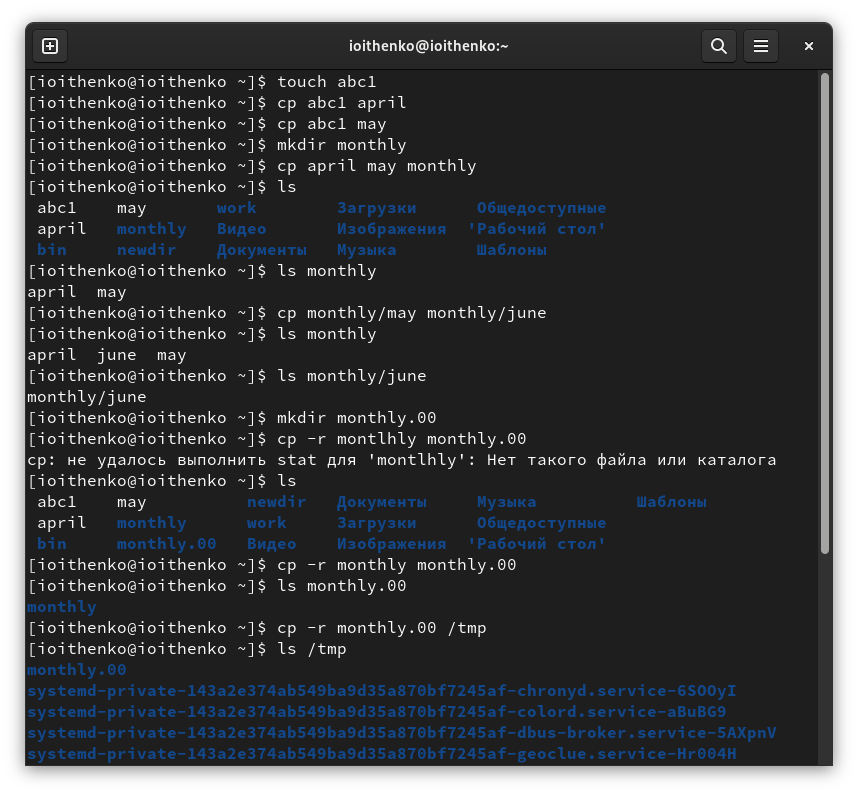 ioithenko@ioithenko:~
[ioithenko@ioithenko ~]$ touch abc1
[ioithenko@ioithenko ~]$ cp abc1 april
[ioithenko@ioithenko ~]$ cp abc1 may
[ioithenko@ioithenko ~]$ mkdir monthly
[ioithenko@ioithenko ~]$ cp april may monthly
[ioithenko@ioithenko ~]$ ls
abc1 may work Загрузки Общедоступные
april monthly Видео Изображения 'Рабочий стол'
bin newdir Документы Музыка Шаблоны
[ioithenko@ioithenko ~]$ ls monthly
april may
[ioithenko@ioithenko ~]$ cp monthly/may monthly/june
[ioithenko@ioithenko ~]$ ls monthly
april june may
[ioithenko@ioithenko ~]$ ls monthly/june
monthly/june
[ioithenko@ioithenko ~]$ mkdir monthly.00
[ioithenko@ioithenko ~]$ cp -r montlhly monthly.00
cp: не удалось выполнить stat для 'montlhly': Нет такого файла или каталога
[ioithenko@ioithenko ~]$ ls
abc1 may newdir Документы Музыка Шаблоны
april monthly work Загрузки Общедоступные
bin monthly.00 Видео Изображения 'Рабочий стол'
[ioithenko@ioithenko ~]$ cp -r monthly monthly.00
[ioithenko@ioithenko ~]$ ls monthly.00
monthly
[ioithenko@ioithenko ~]$ cp -r monthly.00 /tmp
[ioithenko@ioithenko ~]$ ls /tmp
monthly.00
systemd-private-143a2e374ab549ba9d35a870bf7245af-chronyd.service-6SOOyI
systemd-private-143a2e374ab549ba9d35a870bf7245af-colord.service-aBuBG9
systemd-private-143a2e374ab549ba9d35a870bf7245af-dbus-broker.service-5AXpnV
systemd-private-143a2e374ab549ba9d35a870bf7245af-geoclue.service-Hr004H